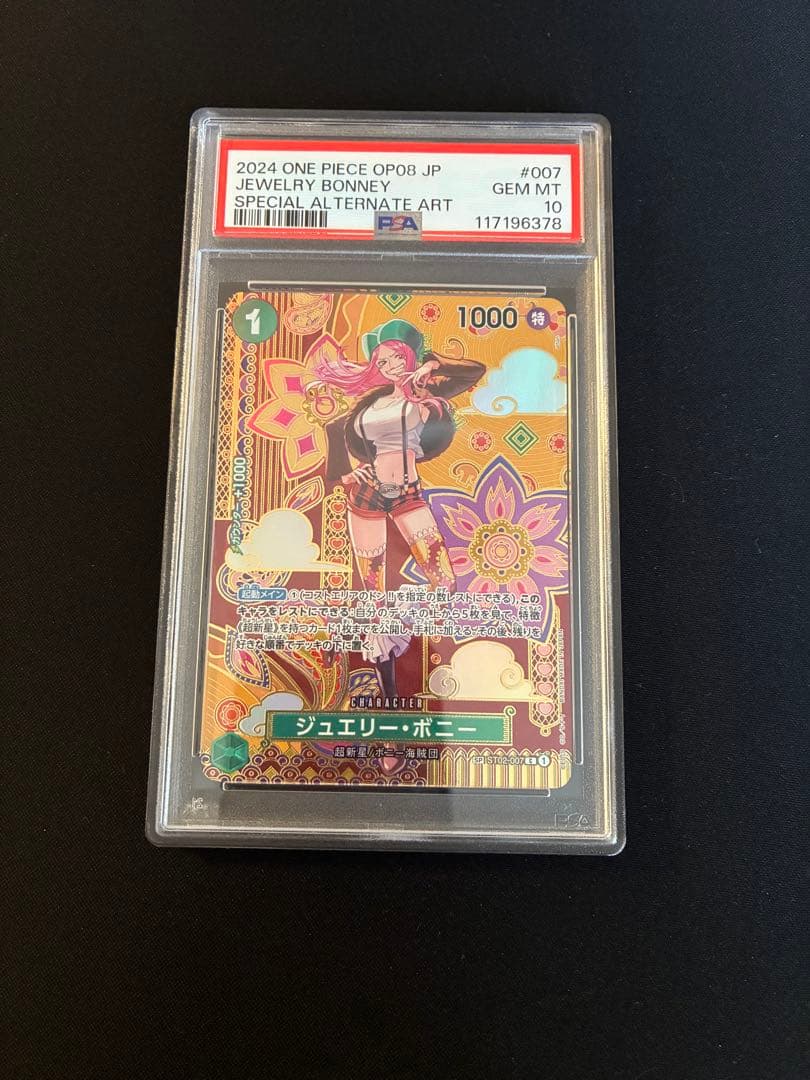 2024 ONE PIECE OP08 JP #007
JEWELRY BONNEY GEM MT
SPECIAL ALTERNATE ART 10
PSA 117196378
1 1000 特
カウンター +1000
起動メイン ①(コストエリアのドン!!を指定の数レストにできる),この
キャラをレストにできる:自分のデッキの上から5枚を見て、特徴
《超新星》を持つカード1枚までを公開し、手札に加える。その後、残りを
好きな順番でデッキの下に置く。
CHARACTER
ジュエリー・ボニー
超新星/ボニー海賊団
SP ST02-007 C 1
PSA